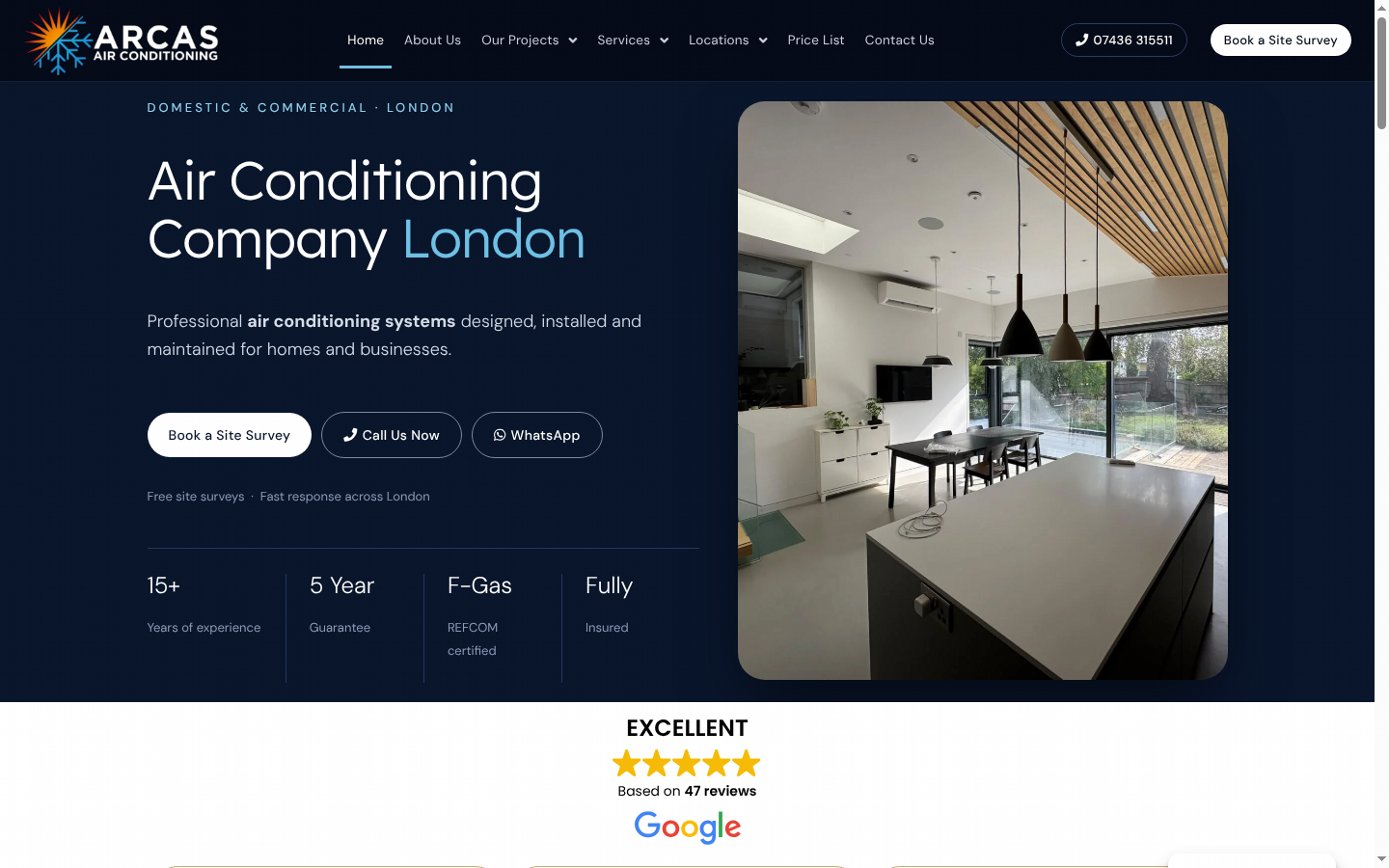 ARCAS
AIR CONDITIONING
Home
About Us
Our Projects
Services
Locations
Price List
Contact Us
07436 315511
Book a Site Survey
DOMESTIC & COMMERCIAL · LONDON
Air Conditioning
Company London
Professional air conditioning systems designed, installed and
maintained for homes and businesses.
Book a Site Survey
Call Us Now
WhatsApp
Free site surveys · Fast response across London
15+
Years of experience
5 Year
Guarantee
F-Gas
REFCOM
certified
Fully
Insured
EXCELLENT
Based on 47 reviews
Google